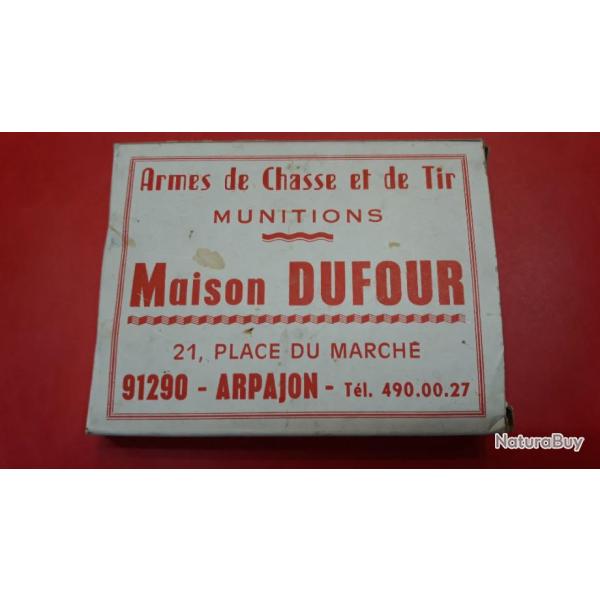 Armes de Chasse et de Tir
MUNITIONS
Maison DUFOUR
21, PLACE DU MARCHÉ
91290 - ARPAJON - Tél. 490.00.27
NaturaBuy